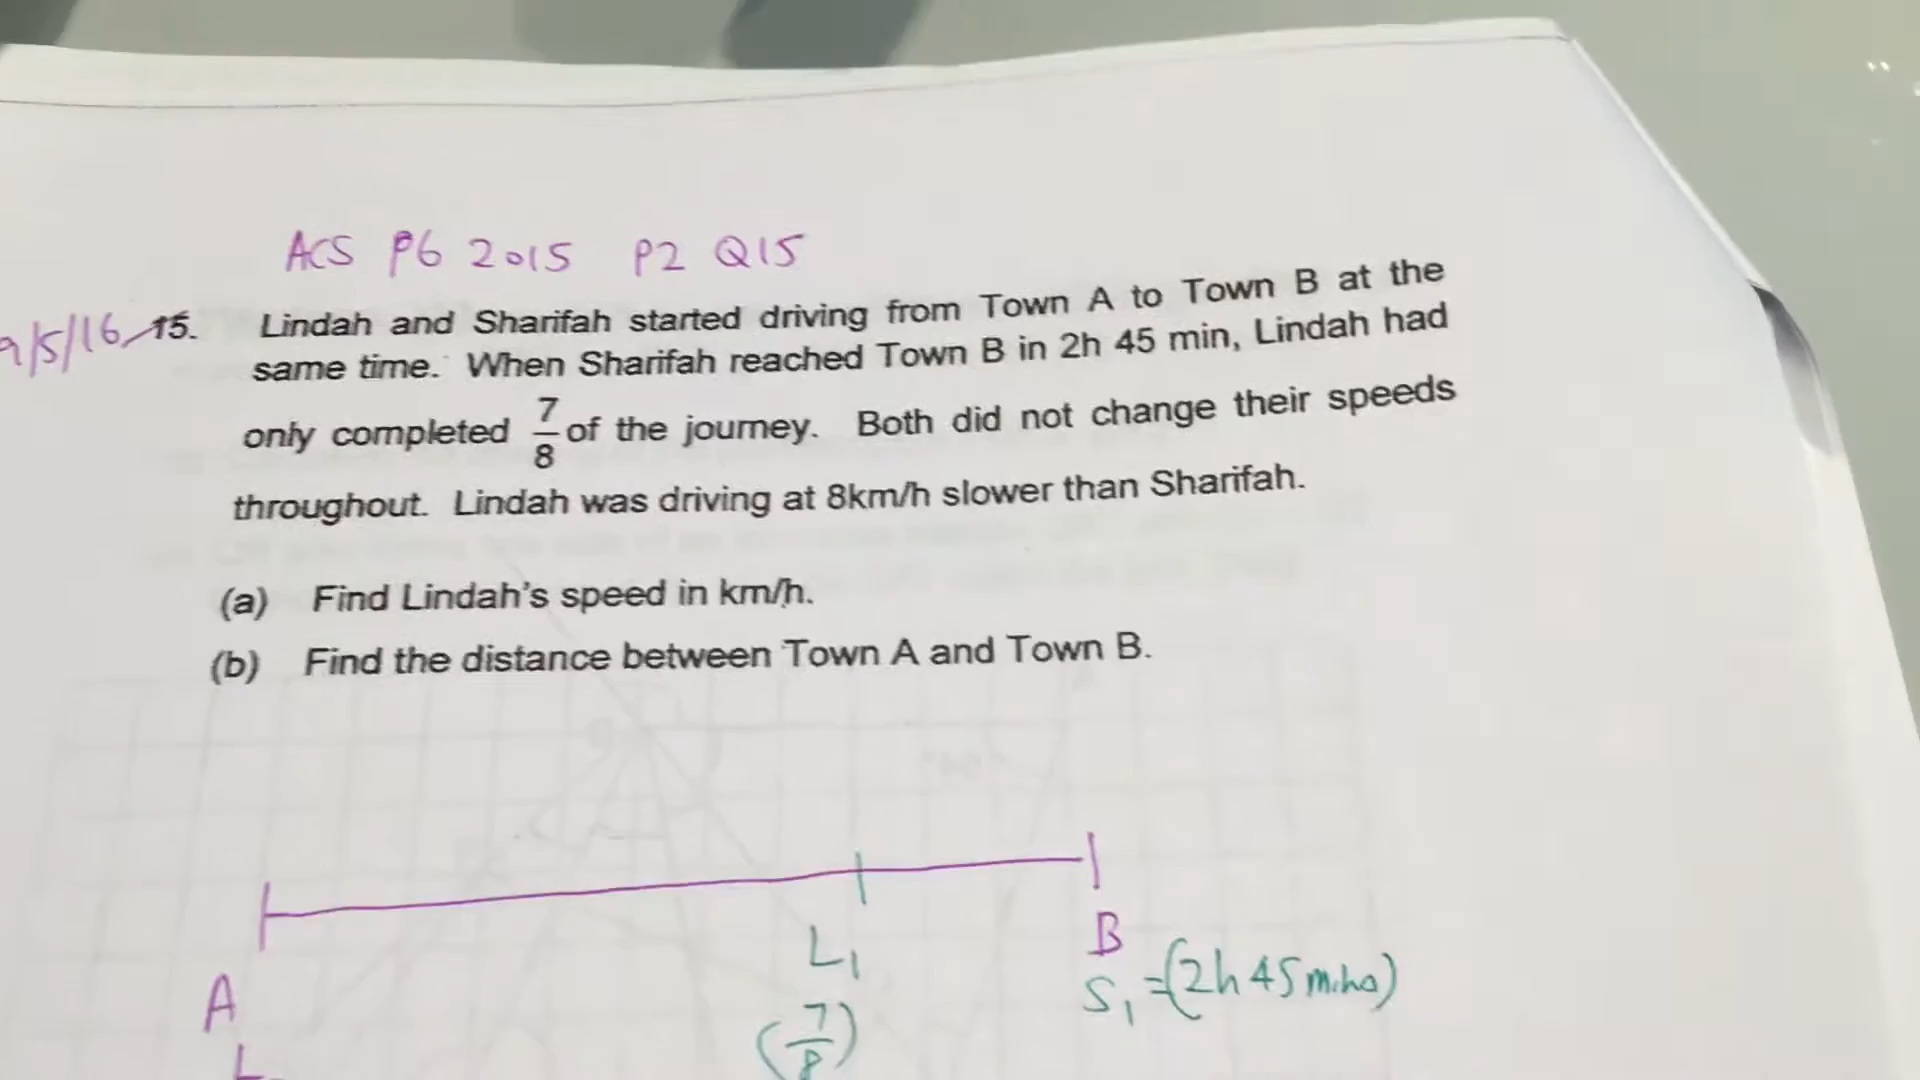 ACS P6 2015 P2 Q15
9/5/16 15. Lindah and Sharifah started driving from Town A to Town B at the
same time. When Sharifah reached Town B in 2h 45 min, Lindah had
only completed 7/8 of the journey. Both did not change their speeds
throughout. Lindah was driving at 8km/h slower than Sharifah.
(a) Find Lindah's speed in km/h.
(b) Find the distance between Town A and Town B.
A
L
L1
(7/8)
B
S1 = (2h 45 mins)